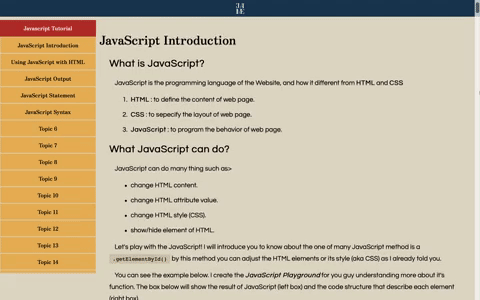 Javascript Tutorial
JavaScript Introduction
Using JavaScript with HTML
JavaScript Output
JavaScript Statement
JavaScript Syntax
Topic 6
Topic 7
Topic 8
Topic 9
Topic 10
Topic 11
Topic 12
Topic 13
Topic 14
JavaScript Introduction
What is JavaScript?
JavaScript is the programming language of the Website, and how it different from HTML and CSS
1. HTML : to define the content of web page.
2. CSS : to sepecify the layout of web page.
3. JavaScript : to program the behavior of web page.
What JavaScript can do?
JavaScript can do many thing such as>
• change HTML content.
• change HTML attribute value.
• change HTML style (CSS).
• show/hide element of HTML.
Let's play with the JavaScript! I will introduce you to know about the one of many JavaScript method is a
.getElementById() by this method you can adjust the HTML elements or its style (aka CSS) as I already told you.
You can see the example below. I create the JavaScript Playground for you guy understanding more about it's
function. The box below will show the result of JavaScript (left box) and the code structure that describe each element
(right box).